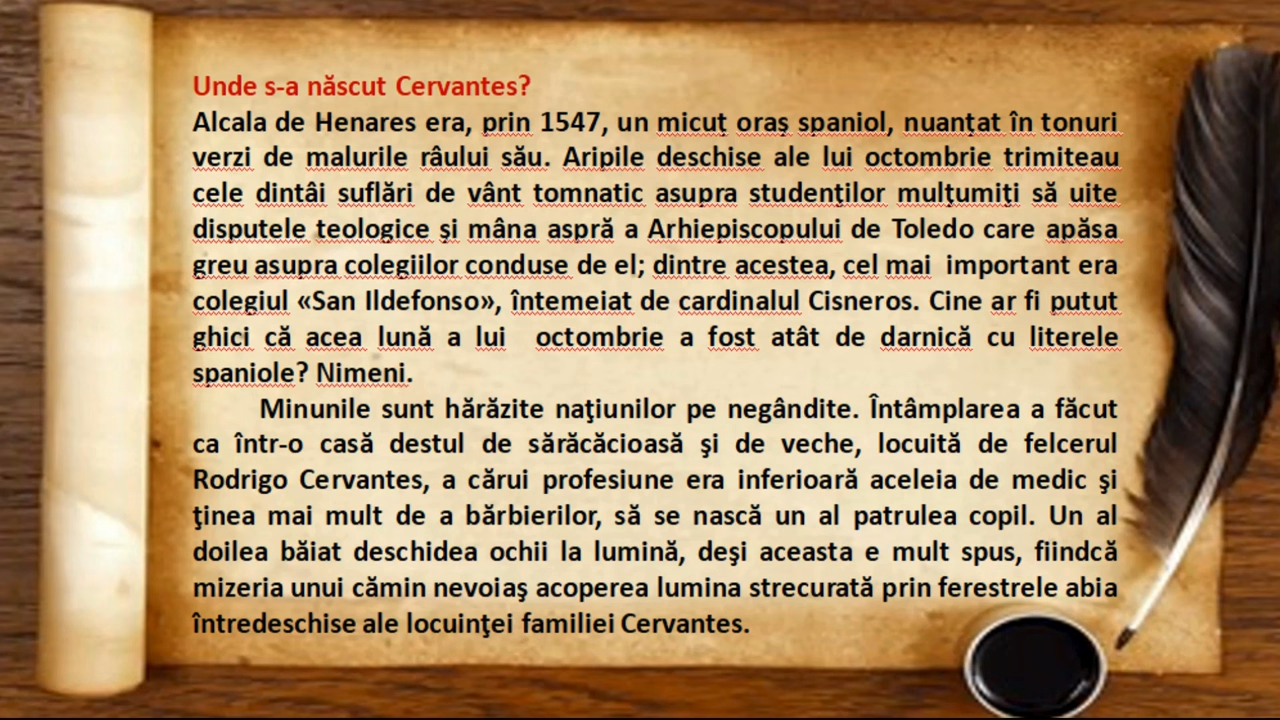 Unde s-a născut Cervantes?
Alcala de Henares era, prin 1547, un micuţ oraş spaniol, nuanţat în tonuri
verzi de malurile râului său. Aripile deschise ale lui octombrie trimiteau
cele dintâi suflări de vânt tomnatic asupra studenţilor mulţumiţi să uite
disputele teologice şi mâna aspră a Arhiepiscopului de Toledo care apăsa
greu asupra colegiilor conduse de el; dintre acestea, cel mai important era
colegiul «San Ildefonso», întemeiat de cardinalul Cisneros. Cine ar fi putut
ghici că acea lună a lui octombrie a fost atât de darnică cu literele
spaniole? Nimeni.
Minunile sunt hărăzite naţiunilor pe negândite. Întâmplarea a făcut
ca într-o casă destul de sărăcăcioasă şi de veche, locuită de felcerul
Rodrigo Cervantes, a cărui profesiune era inferioară aceleia de medic şi
ţinea mai mult de a bărbierilor, să se nască un al patrulea copil. Un al
doilea băiat deschidea ochii la lumină, deşi aceasta e mult spus, fiindcă
mizeria unui cămin nevoiaş acoperea lumina strecurată prin ferestrele abia
întredeschise ale locuinţei familiei Cervantes.